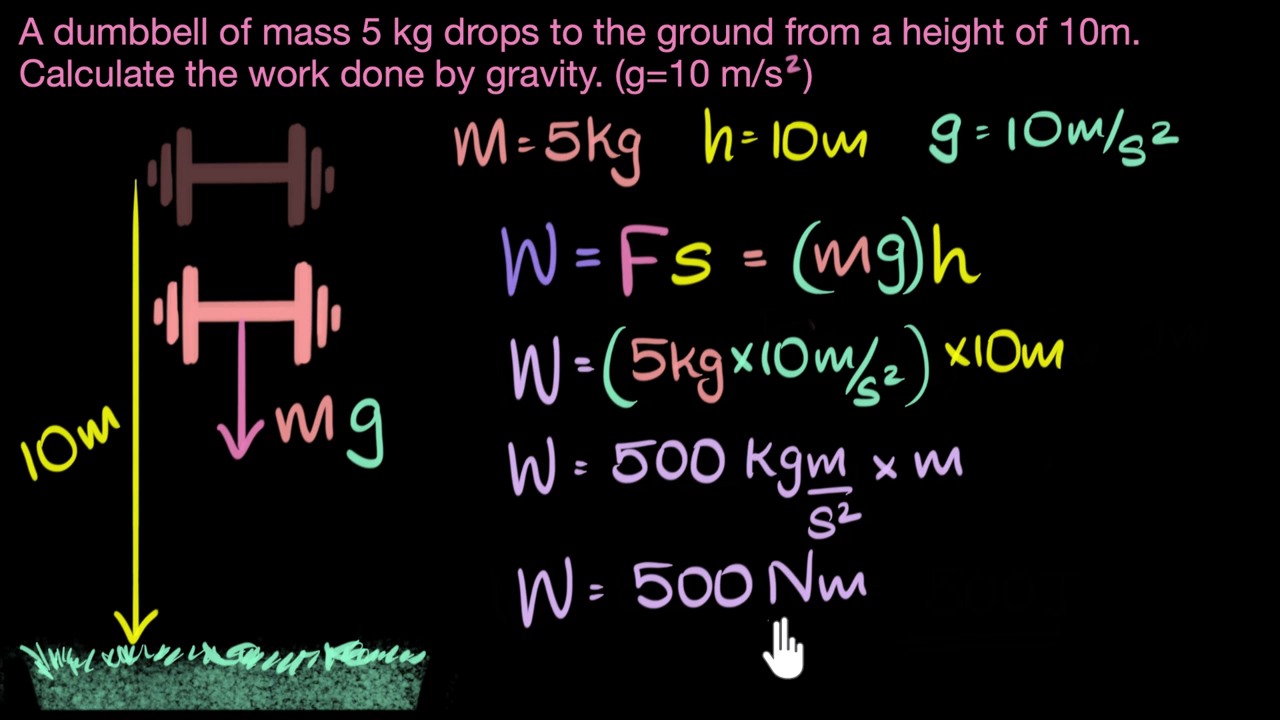 A dumbbell of mass 5 kg drops to the ground from a height of 10m.
Calculate the work done by gravity. (g=10 m/s²)
m = 5kg h = 10m g = 10m/s²
W = Fs = (mg)h
W = (5kg × 10m/s²) × 10m
W = 500 kgm/s² × m
W = 500 Nm
10m
mg